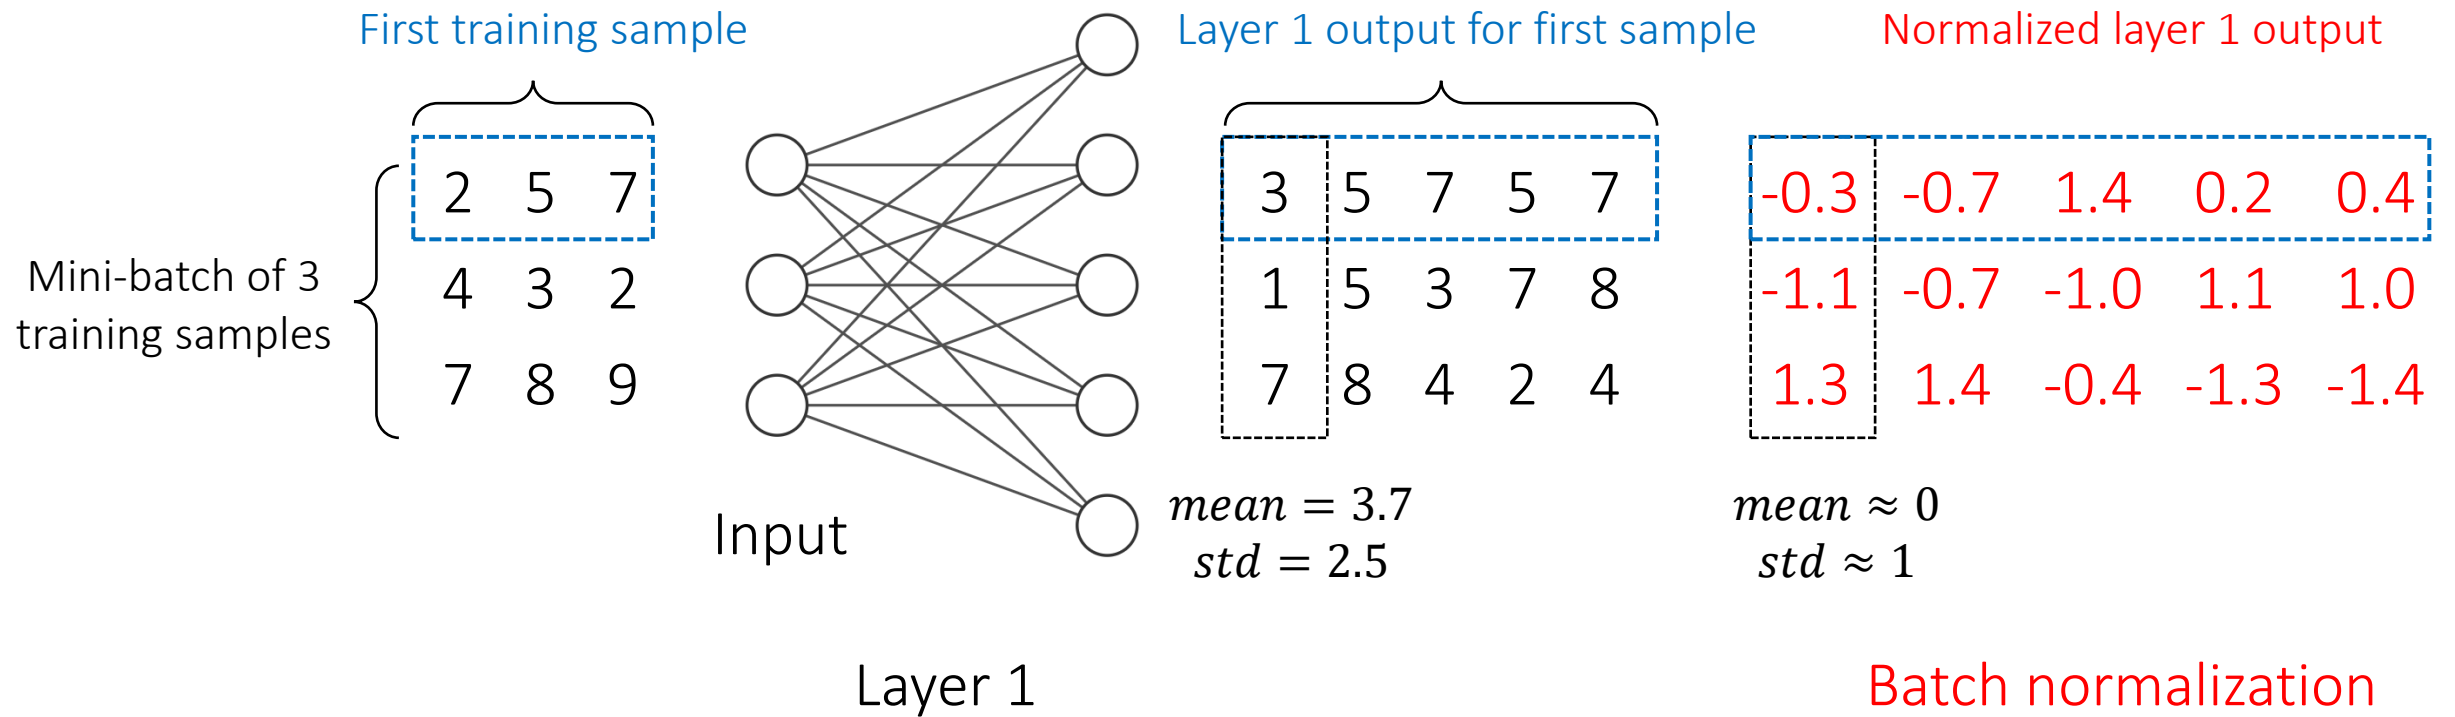 First training sample
Layer 1 output for first sample
Normalized layer 1 output
Mini-batch of 3
training samples
2 5 7
4 3 2
7 8 9
3 5 7 5 7
1 5 3 7 8
7 8 4 2 4
-0.3 -0.7 1.4 0.2 0.4
-1.1 -0.7 -1.0 1.1 1.0
1.3 1.4 -0.4 -1.3 -1.4
Input
mean = 3.7
std = 2.5
mean ≈ 0
std ≈ 1
Layer 1
Batch normalization